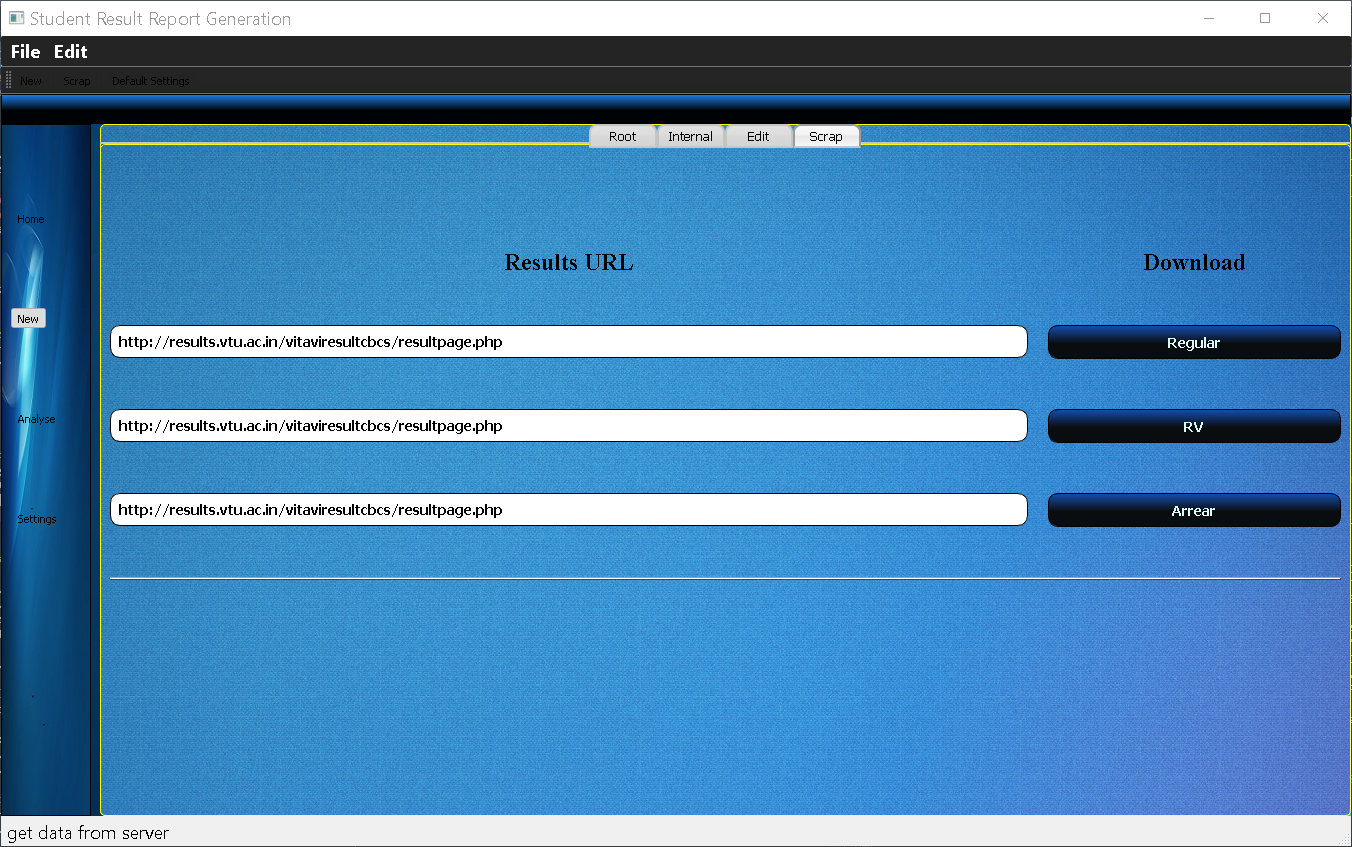 Student Result Report Generation
File Edit
New Scrap Default Settings
Root Internal Edit Scrap
Home
New
Analyse
Settings
Results URL Download
http://results.vtu.ac.in/vitaviresultcbcs/resultpage.php Regular
http://results.vtu.ac.in/vitaviresultcbcs/resultpage.php RV
http://results.vtu.ac.in/vitaviresultcbcs/resultpage.php Arrear
get data from server